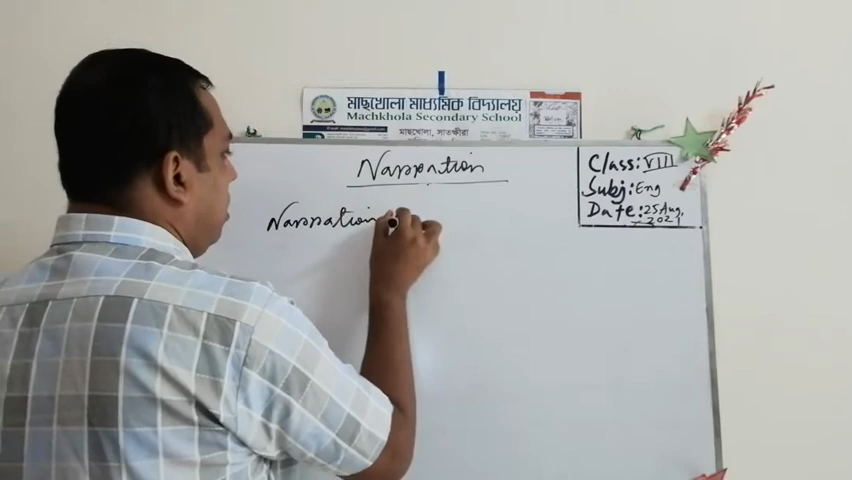 মাছখোলা মাধ্যমিক বিদ্যালয়
Machkhola Secondary School
মাছখোলা, সাতক্ষীরা
Narration
Class: VIII
Subj: Eng
Date: 25 Aug, 2021
Narration